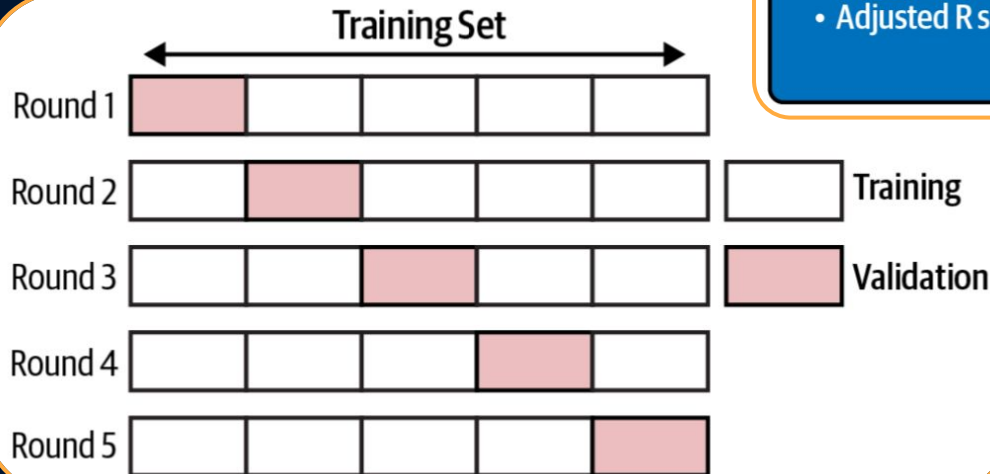 Training Set
• Adjusted R s
Round 1
Round 2
Training
Round 3
Validation
Round 4
Round 5